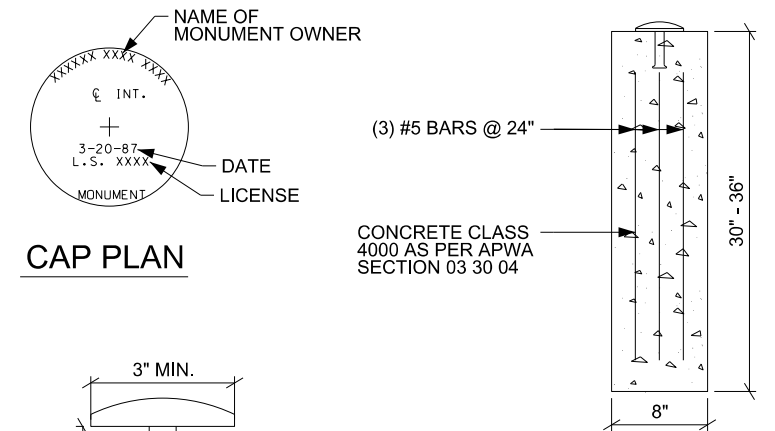 NAME OF
MONUMENT OWNER
XXXXXX XXXX XXXX
℄ INT.
3-20-87
L.S. XXXX
MONUMENT
DATE
LICENSE
CAP PLAN
3" MIN.
(3) #5 BARS @ 24"
CONCRETE CLASS
4000 AS PER APWA
SECTION 03 30 04
30" - 36"
8"